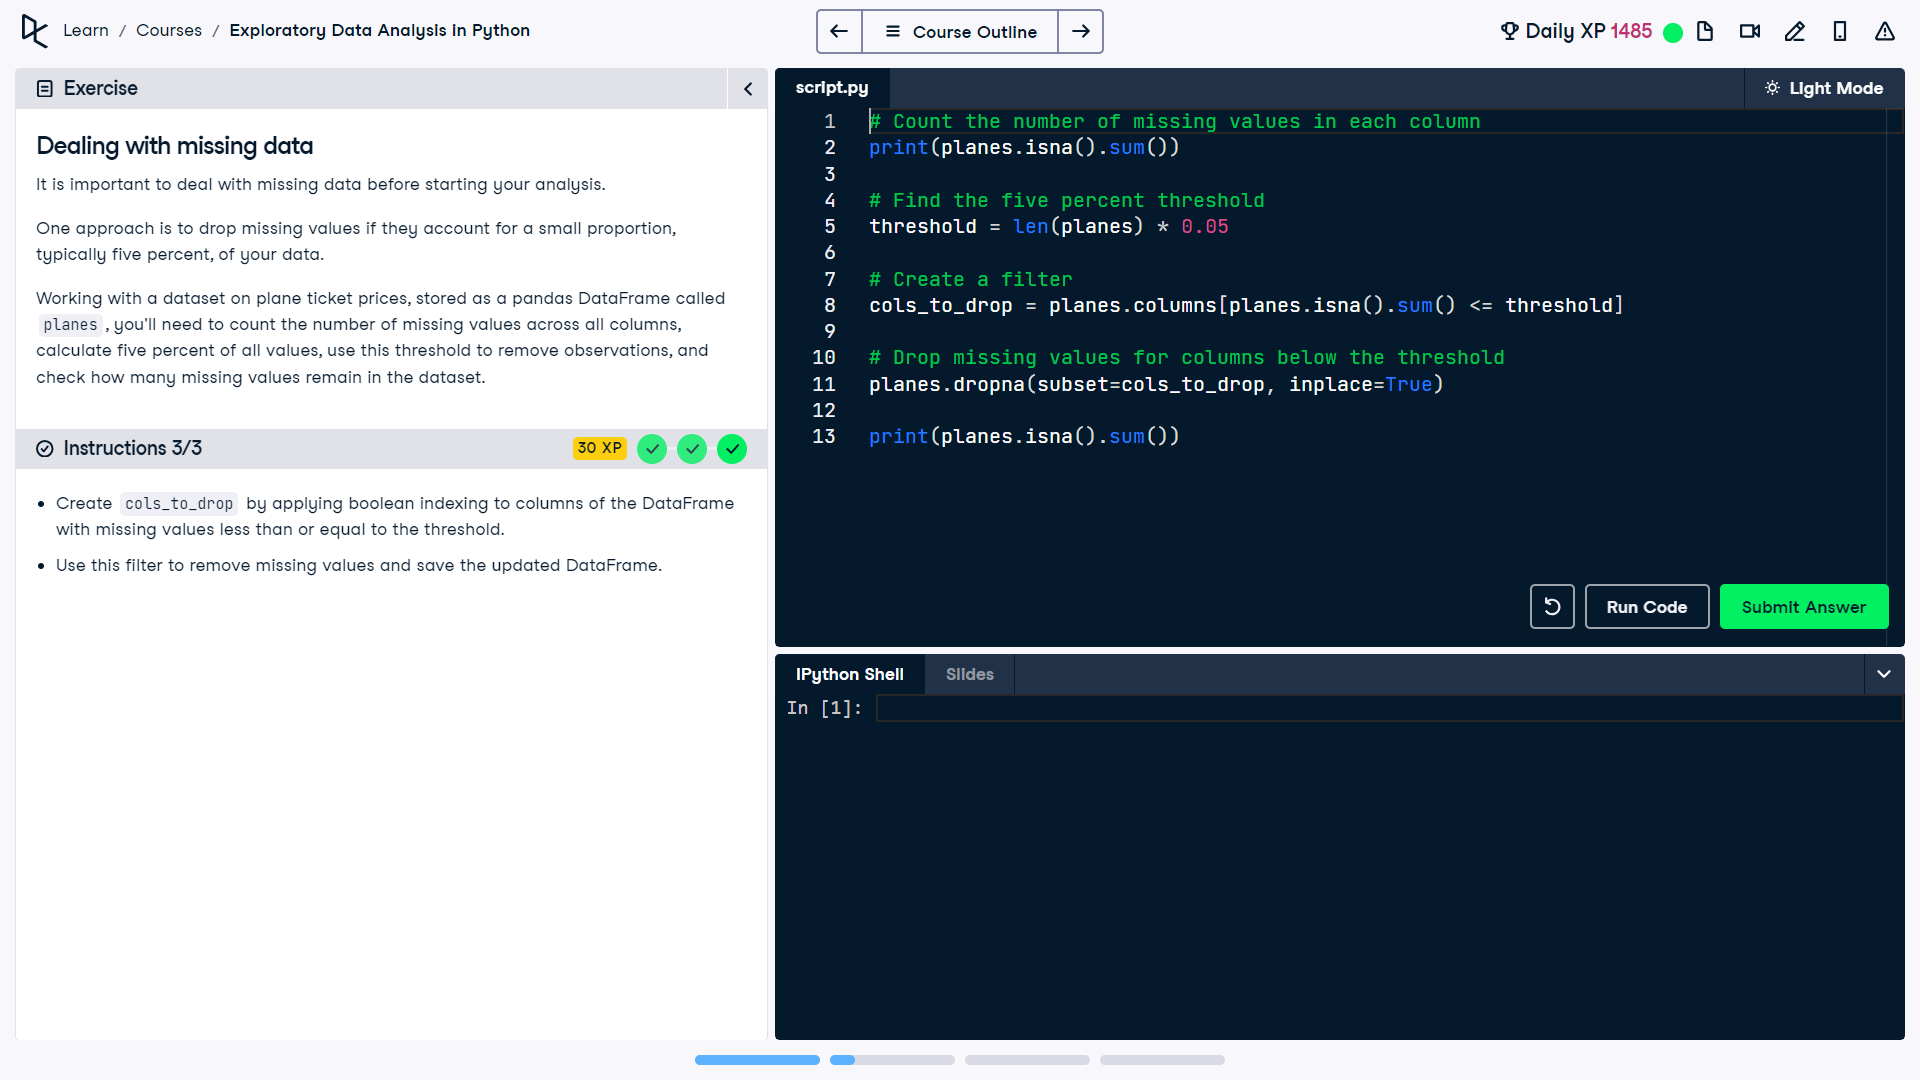 Learn / Courses / Exploratory Data Analysis in Python
Course Outline
Daily XP 1485
Exercise
Dealing with missing data
It is important to deal with missing data before starting your analysis.
One approach is to drop missing values if they account for a small proportion,
typically five percent, of your data.
Working with a dataset on plane ticket prices, stored as a pandas DataFrame called
planes, you'll need to count the number of missing values across all columns,
calculate five percent of all values, use this threshold to remove observations, and
check how many missing values remain in the dataset.
Instructions 3/3
30 XP
Create cols_to_drop by applying boolean indexing to columns of the DataFrame
with missing values less than or equal to the threshold.
Use this filter to remove missing values and save the updated DataFrame.
script.py
Light Mode
1 # Count the number of missing values in each column
2 print(planes.isna().sum())
3
4 # Find the five percent threshold
5 threshold = len(planes) * 0.05
6
7 # Create a filter
8 cols_to_drop = planes.columns[planes.isna().sum() <= threshold]
9
10 # Drop missing values for columns below the threshold
11 planes.dropna(subset=cols_to_drop, inplace=True)
12
13 print(planes.isna().sum())
Run Code
Submit Answer
IPython Shell
Slides
In [1]: